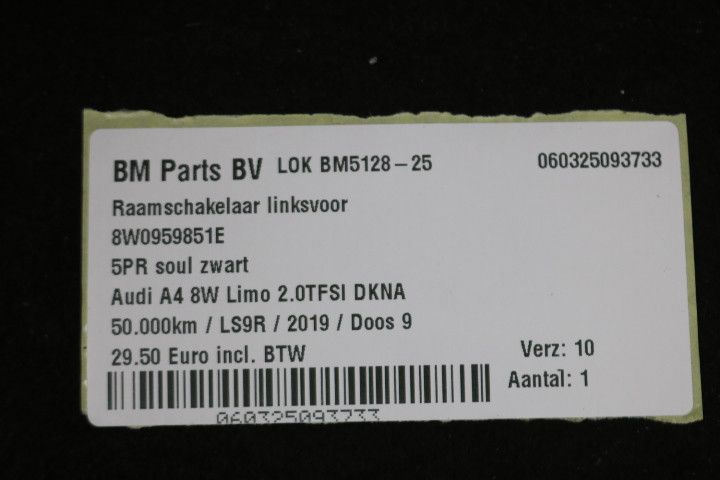 BM Parts BV LOK BM5128-25 060325093733
Raamschakelaar linksvoor
8W0959851E
5PR soul zwart
Audi A4 8W Limo 2.0TFSI DKNA
50.000km / LS9R / 2019 / Doos 9
29.50 Euro incl. BTW Verz: 10
Aantal: 1
060325093733